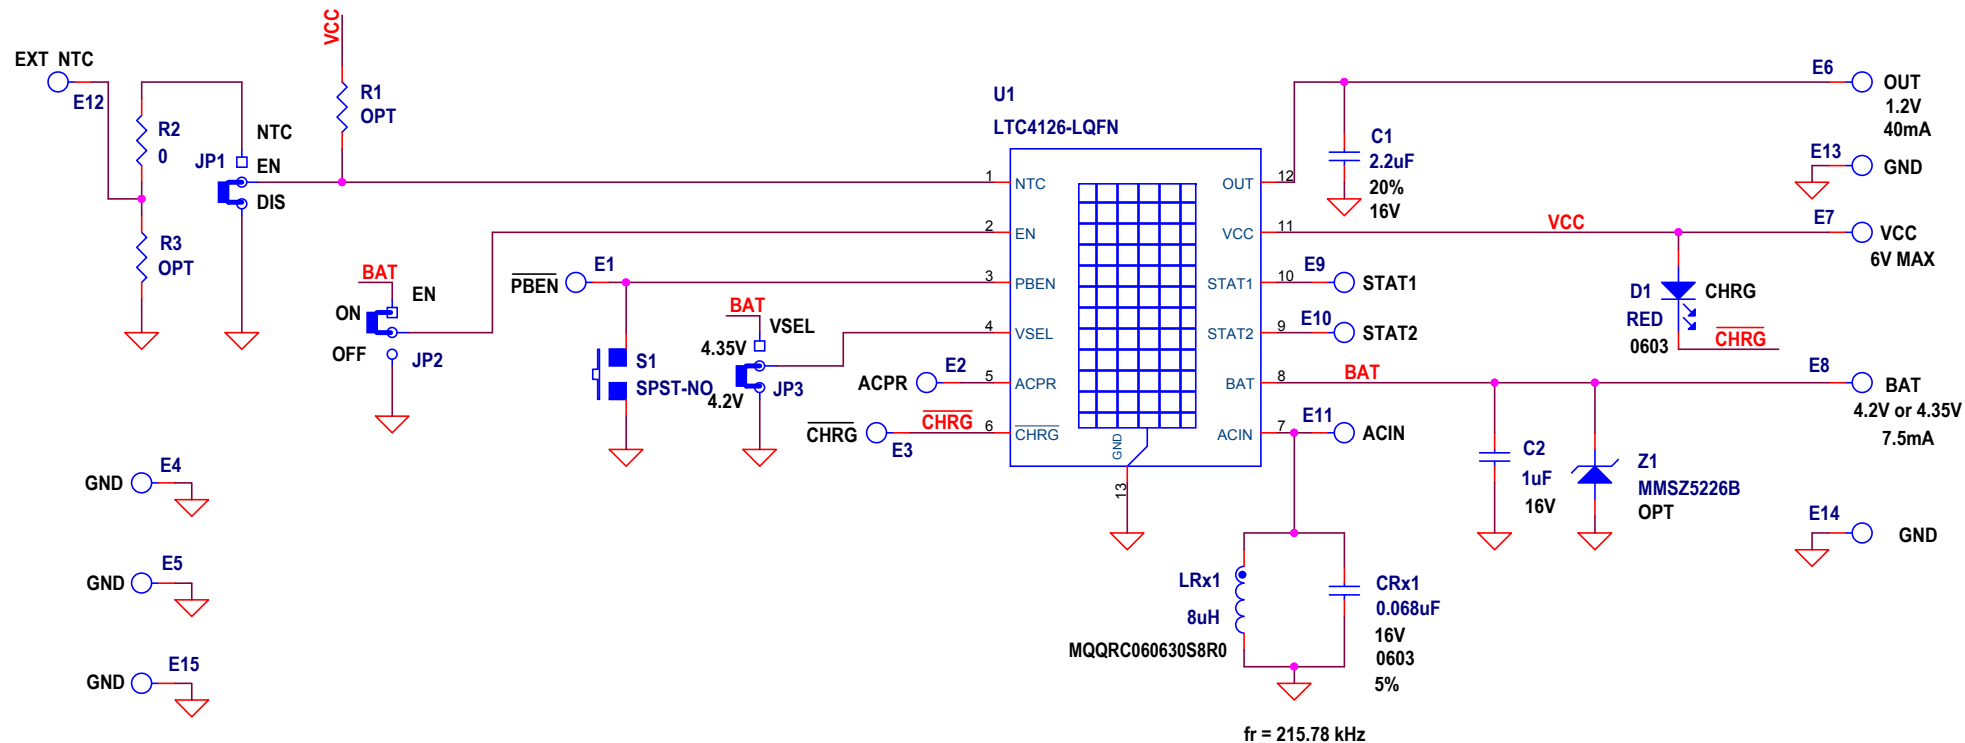 EXT NTC
E12
R2
0
NTC
JP1
EN
DIS
R3
OPT
VCC
R1
OPT
BAT
EN
ON
OFF
JP2
PBEN
E1
S1
SPST-NO
BAT
VSEL
4.35V
4.2V
JP3
ACPR
E2
CHRG
E3
CHRG
U1
LTC4126-LQFN
1
NTC
2
EN
3
PBEN
4
VSEL
5
ACPR
6
CHRG
GND
13
OUT
12
VCC
11
STAT1
10
STAT2
9
BAT
8
ACIN
7
C1
2.2uF
20%
16V
E6
OUT
1.2V
40mA
E13
GND
VCC
E7
VCC
6V MAX
E9
STAT1
E10
STAT2
D1
CHRG
RED
0603
CHRG
BAT
E8
BAT
4.2V or 4.35V
7.5mA
E11
ACIN
C2
1uF
16V
Z1
MMSZ5226B
OPT
E14
GND
LRx1
8uH
MQQRC060630S8R0
CRx1
0.068uF
16V
0603
5%
fr = 215.78 kHz
GND
E4
GND
E5
GND
E15